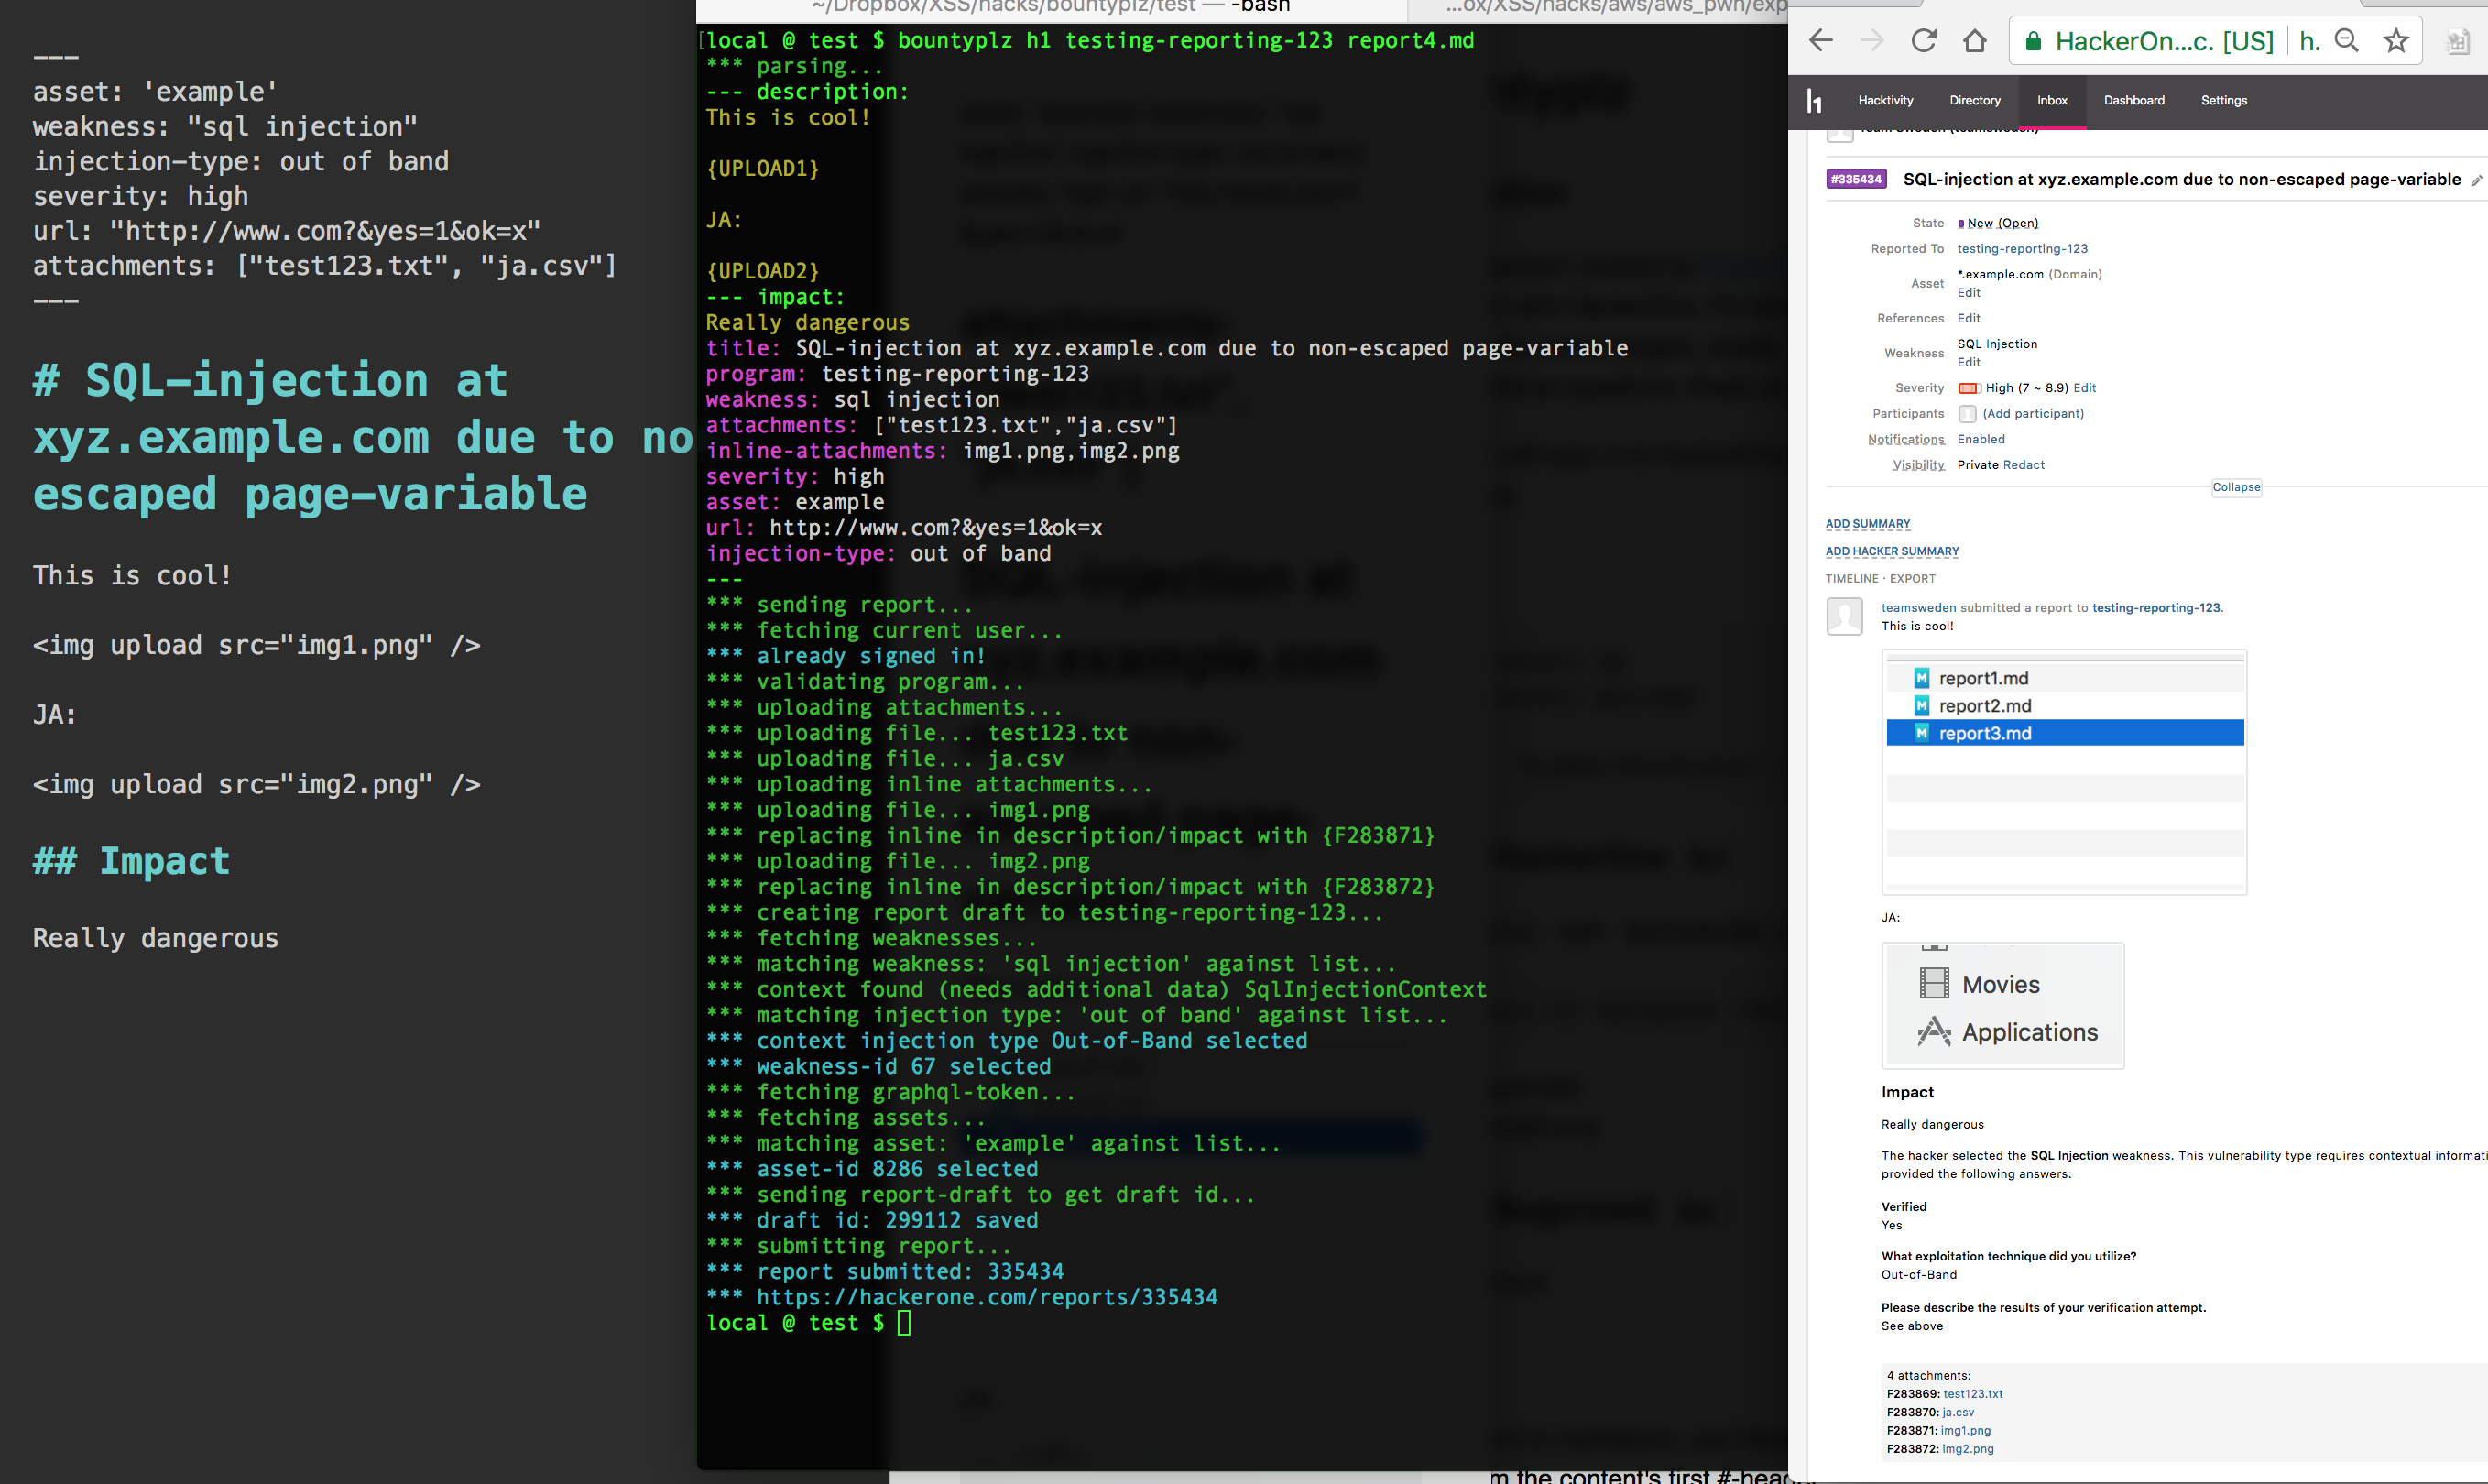 ---
asset: 'example'
weakness: "sql injection"
injection-type: out of band
severity: high
url: "http://www.com?&yes=1&ok=x"
attachments: ["test123.txt", "ja.csv"]
---
# SQL-injection at
xyz.example.com due to no
escaped page-variable
This is cool!
<img upload src="img1.png" />
JA:
<img upload src="img2.png" />
## Impact
Really dangerous
~/Dropbox/XSS/hacks/bountyplz/test — -bash
...ox/XSS/hacks/aws/aws_pwn/exp
[local @ test $ bountyplz h1 testing-reporting-123 report4.md
*** parsing...
--- description:
This is cool!
{UPLOAD1}
JA:
{UPLOAD2}
--- impact:
Really dangerous
title: SQL-injection at xyz.example.com due to non-escaped page-variable
program: testing-reporting-123
weakness: sql injection
attachments: ["test123.txt","ja.csv"]
inline-attachments: img1.png,img2.png
severity: high
asset: example
url: http://www.com?&yes=1&ok=x
injection-type: out of band
---
*** sending report...
*** fetching current user...
*** already signed in!
*** validating program...
*** uploading attachments...
*** uploading file... test123.txt
*** uploading file... ja.csv
*** uploading inline attachments...
*** uploading file... img1.png
*** replacing inline in description/impact with {F283871}
*** uploading file... img2.png
*** replacing inline in description/impact with {F283872}
*** creating report draft to testing-reporting-123...
*** fetching weaknesses...
*** matching weakness: 'sql injection' against list...
*** context found (needs additional data) SqlInjectionContext
*** matching injection type: 'out of band' against list...
*** context injection type Out-of-Band selected
*** weakness-id 67 selected
*** fetching graphql-token...
*** fetching assets...
*** matching asset: 'example' against list...
*** asset-id 8286 selected
*** sending report-draft to get draft id...
*** draft id: 299112 saved
*** submitting report...
*** report submitted: 335434
*** https://hackerone.com/reports/335434
local @ test $
m the content's first #-header
HackerOn...c. [US] h.
Hacktivity Directory Inbox Dashboard Settings
Team Sweden (teamsweden)
#335434 SQL-injection at xyz.example.com due to non-escaped page-variable
State New (Open)
Reported To testing-reporting-123
Asset *.example.com (Domain)
Edit
References Edit
Weakness SQL Injection
Edit
Severity High (7 ~ 8.9) Edit
Participants (Add participant)
Notifications Enabled
Visibility Private Redact
Collapse
ADD SUMMARY
ADD HACKER SUMMARY
TIMELINE · EXPORT
teamsweden submitted a report to testing-reporting-123.
This is cool!
report1.md
report2.md
report3.md
JA:
Movies
Applications
Impact
Really dangerous
The hacker selected the SQL Injection weakness. This vulnerability type requires contextual informati
provided the following answers:
Verified
Yes
What exploitation technique did you utilize?
Out-of-Band
Please describe the results of your verification attempt.
See above
4 attachments:
F283869: test123.txt
F283870: ja.csv
F283871: img1.png
F283872: img2.png